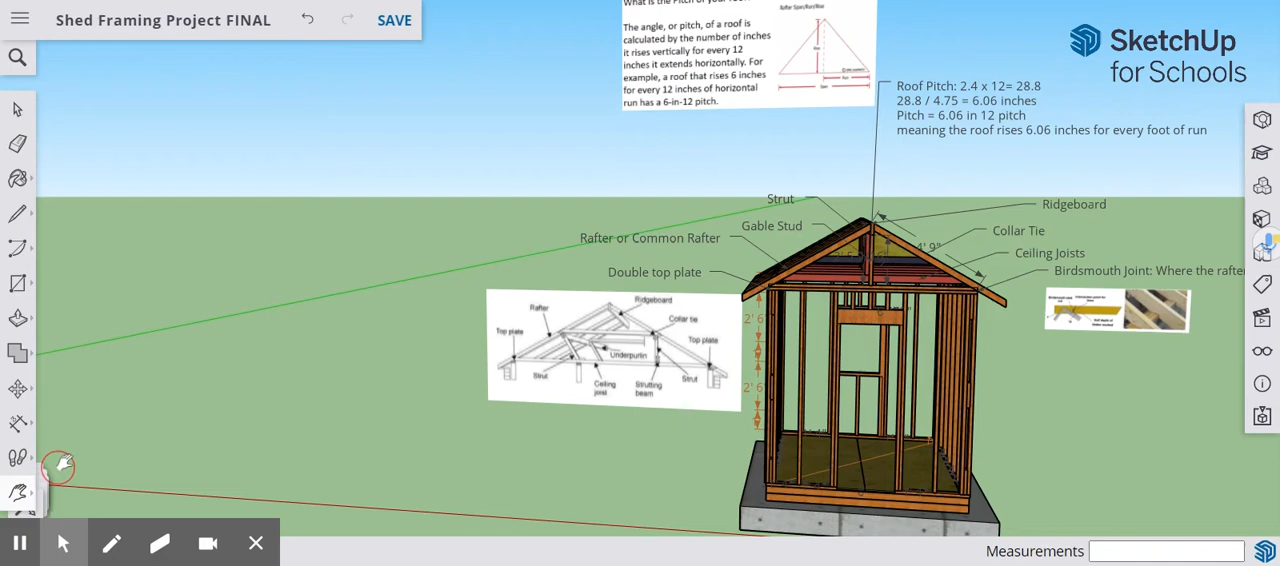 Shed Framing Project FINAL
SAVE
What is the Pitch of your
The angle, or pitch, of a roof is
calculated by the number of inches
it rises vertically for every 12
inches it extends horizontally. For
example, a roof that rises 6 inches
for every 12 inches of horizontal
run has a 6-in-12 pitch.
Rafter Span/Run/Rise
SketchUp
for Schools
Roof Pitch: 2.4 x 12= 28.8
28.8 / 4.75 = 6.06 inches
Pitch = 6.06 in 12 pitch
meaning the roof rises 6.06 inches for every foot of run
Strut
Ridgeboard
Gable Stud
Collar Tie
Rafter or Common Rafter
4' 9"
Ceiling Joists
Double top plate
Birdsmouth Joint: Where the rafte
Rafter
Ridgeboard
Collar tie
Top plate
Top plate
Underpurlin
Strut
Ceiling
joist
Strutting
beam
Strut
2' 6
2' 6
Measurements